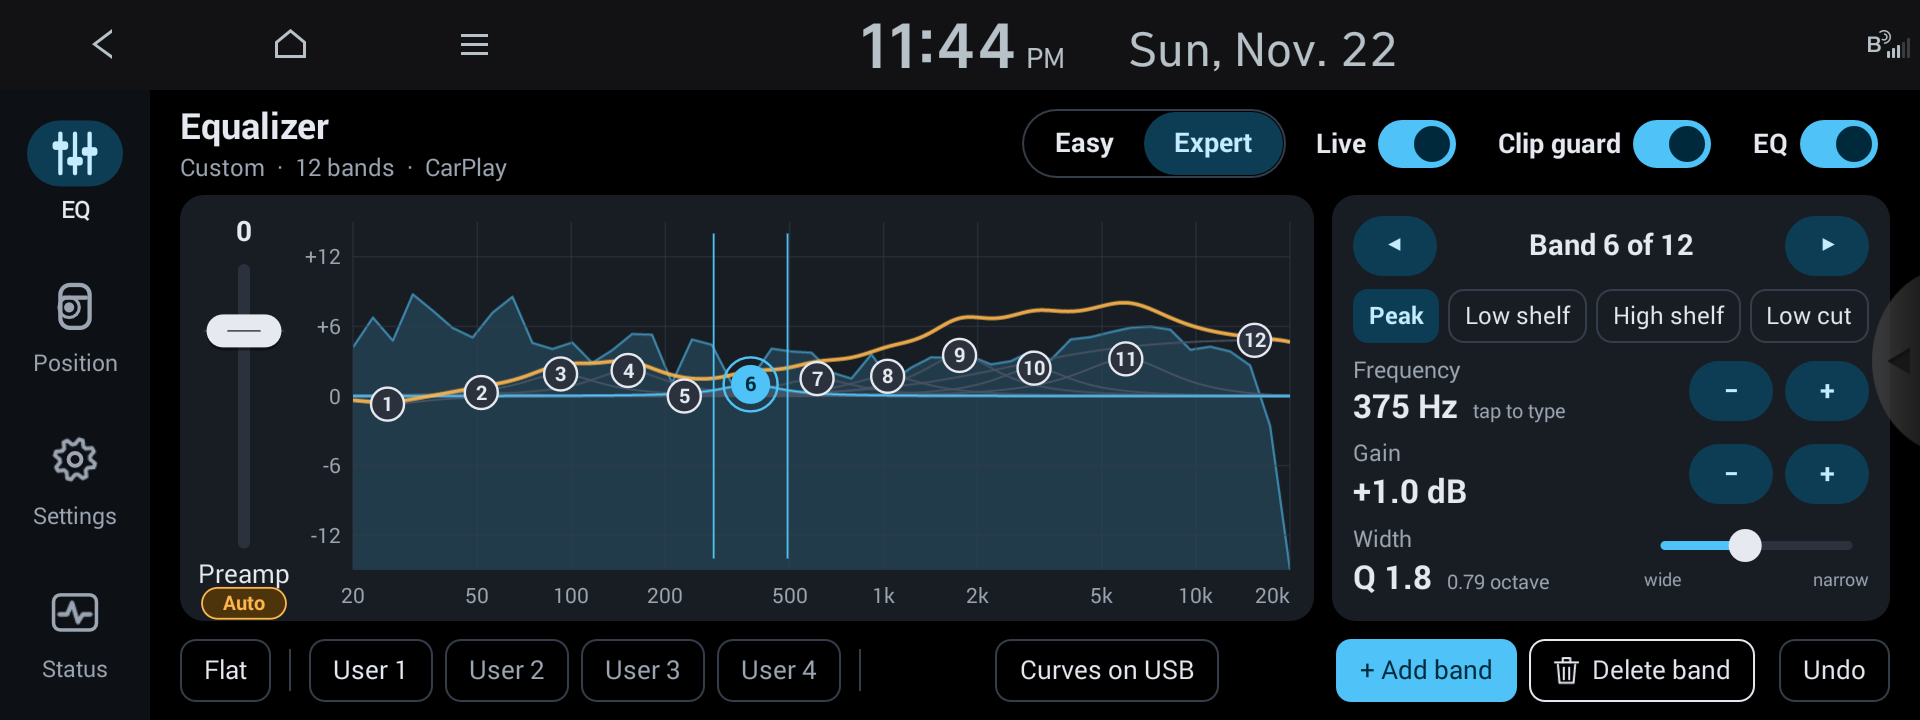 11:44 PM Sun, Nov. 22
B
Equalizer
Custom · 12 bands · CarPlay
Easy Expert Live Clip guard EQ
EQ
Position
Settings
Status
0
+12
+6
0
-6
-12
Preamp
Auto
1 2 3 4 5 6 7 8 9 10 11 12
20 50 100 200 500 1k 2k 5k 10k 20k
Band 6 of 12
Peak Low shelf High shelf Low cut
Frequency
375 Hz tap to type
- +
Gain
+1.0 dB
- +
Width
Q 1.8 0.79 octave
wide narrow
Flat User 1 User 2 User 3 User 4 Curves on USB + Add band Delete band Undo